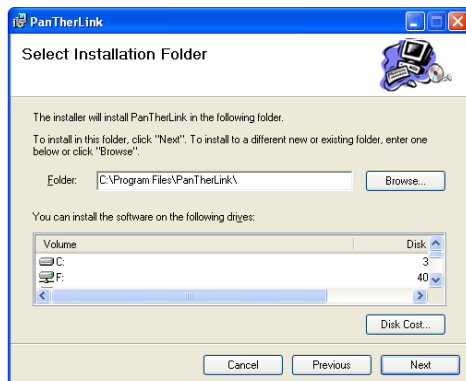 PanTherLink
Select Installation Folder
The installer will install PanTherLink in the following folder.
To install in this folder, click "Next". To install to a different new or existing folder, enter one
below or click "Browse".
Folder: C:\Program Files\PanTherLink\ Browse...
You can install the software on the following drives:
Volume Disk
C: 3
F: 40
Disk Cost...
Cancel Previous Next